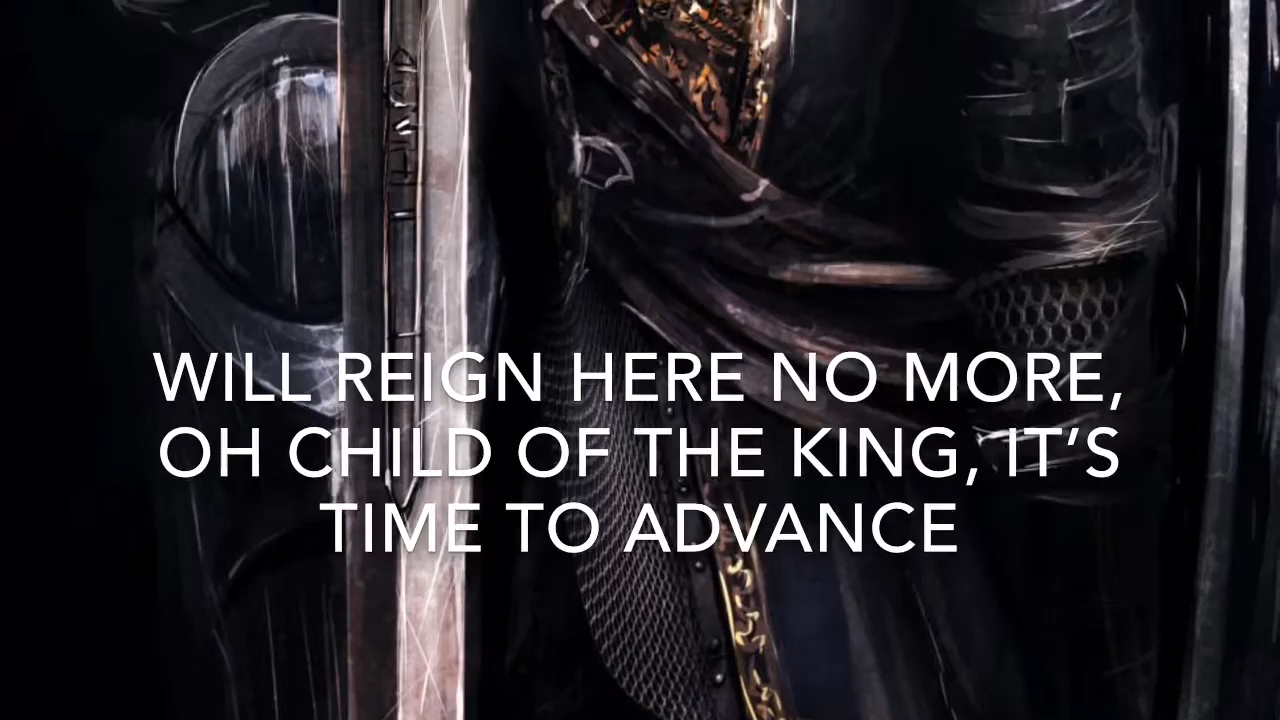 WILL REIGN HERE NO MORE,
OH CHILD OF THE KING, IT’S
TIME TO ADVANCE